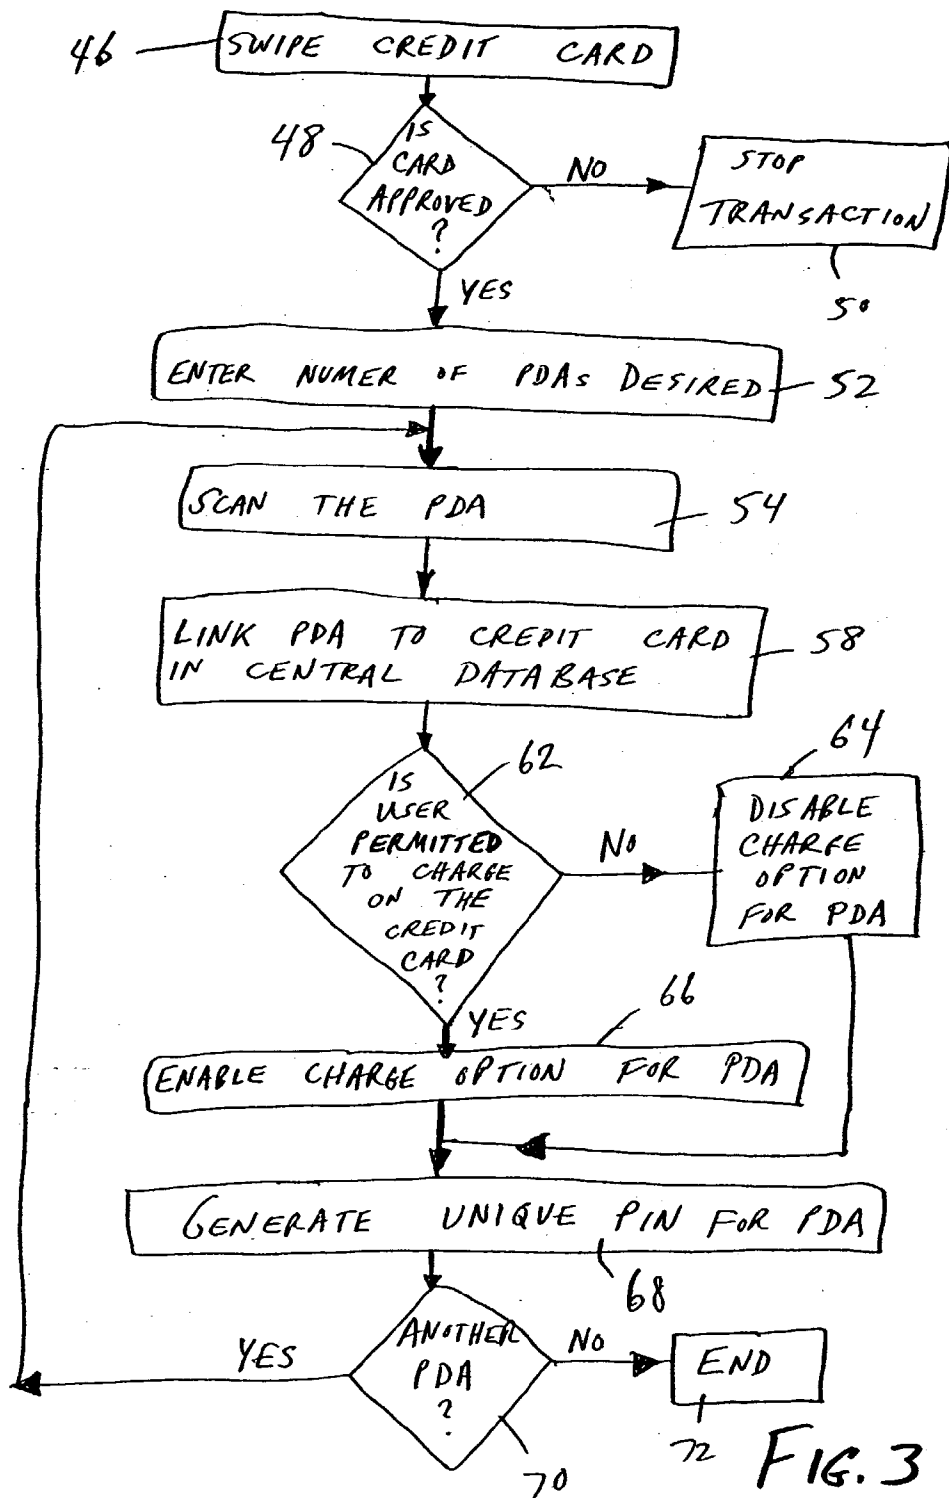 46
SWIPE CREDIT CARD
48
IS
CARD
APPROVED
?
NO
STOP
TRANSACTION
50
YES
ENTER NUMER OF PDAs DESIRED
52
SCAN THE PDA
54
LINK PDA TO CREDIT CARD
IN CENTRAL DATABASE
58
62
IS
USER
PERMITTED
TO CHARGE
ON THE
CREDIT
CARD
?
NO
64
DISABLE
CHARGE
OPTION
FOR PDA
YES
66
ENABLE CHARGE OPTION FOR PDA
GENERATE UNIQUE PIN FOR PDA
68
ANOTHER
PDA
?
YES
NO
END
70
72
FIG. 3